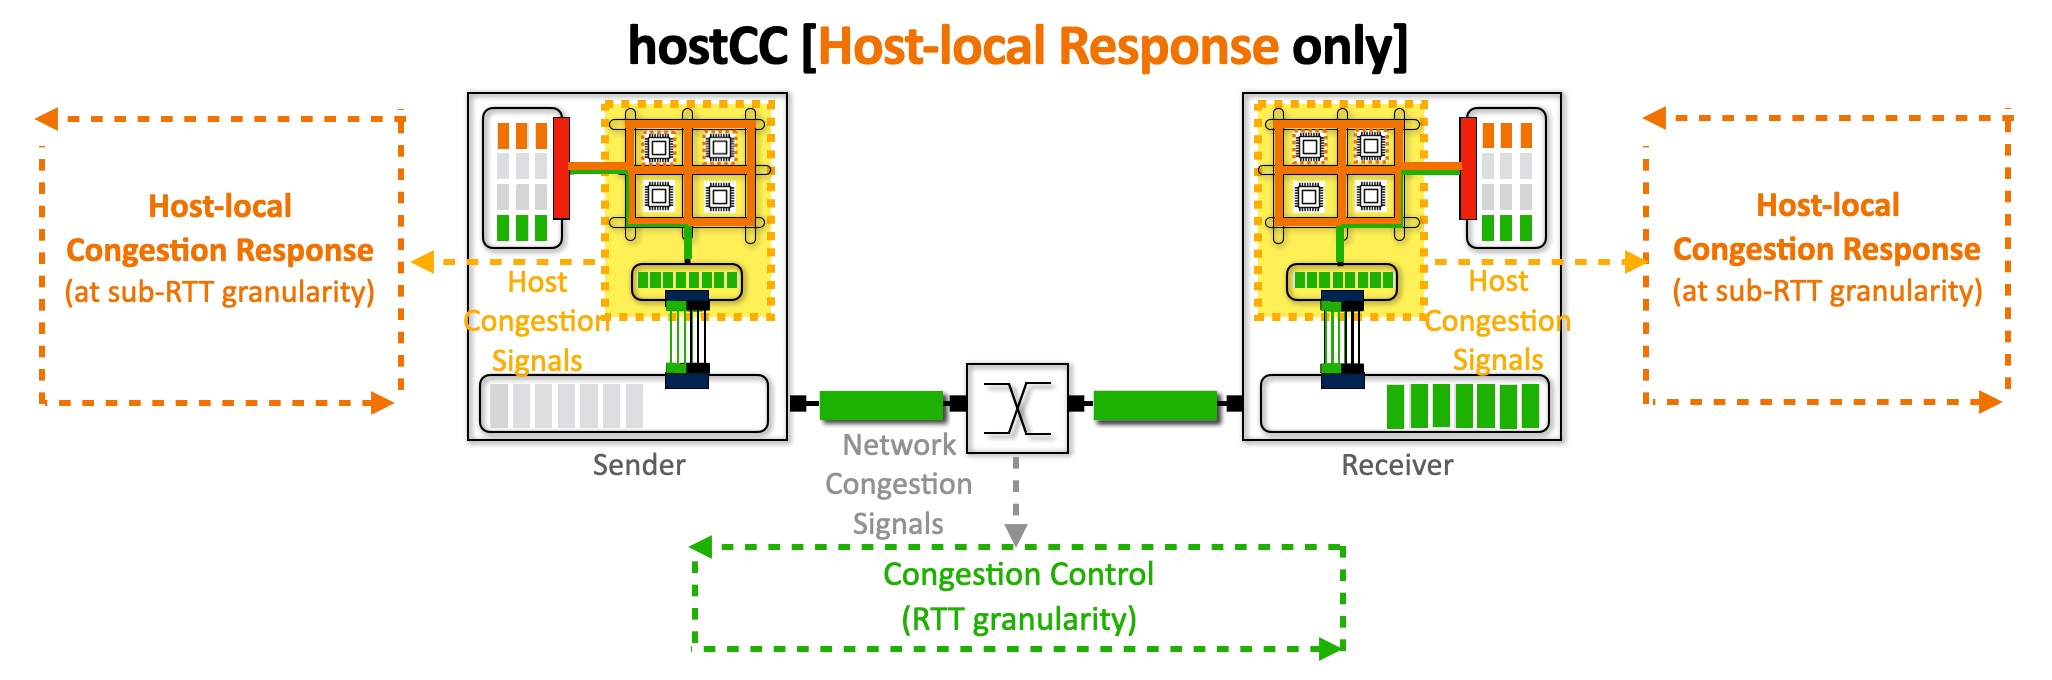 hostCC [Host-local Response only]
Host-local
Congestion Response
(at sub-RTT granularity)
Host
Congestion
Signals
Sender
Network
Congestion
Signals
Receiver
Host
Congestion
Signals
Host-local
Congestion Response
(at sub-RTT granularity)
Congestion Control
(RTT granularity)